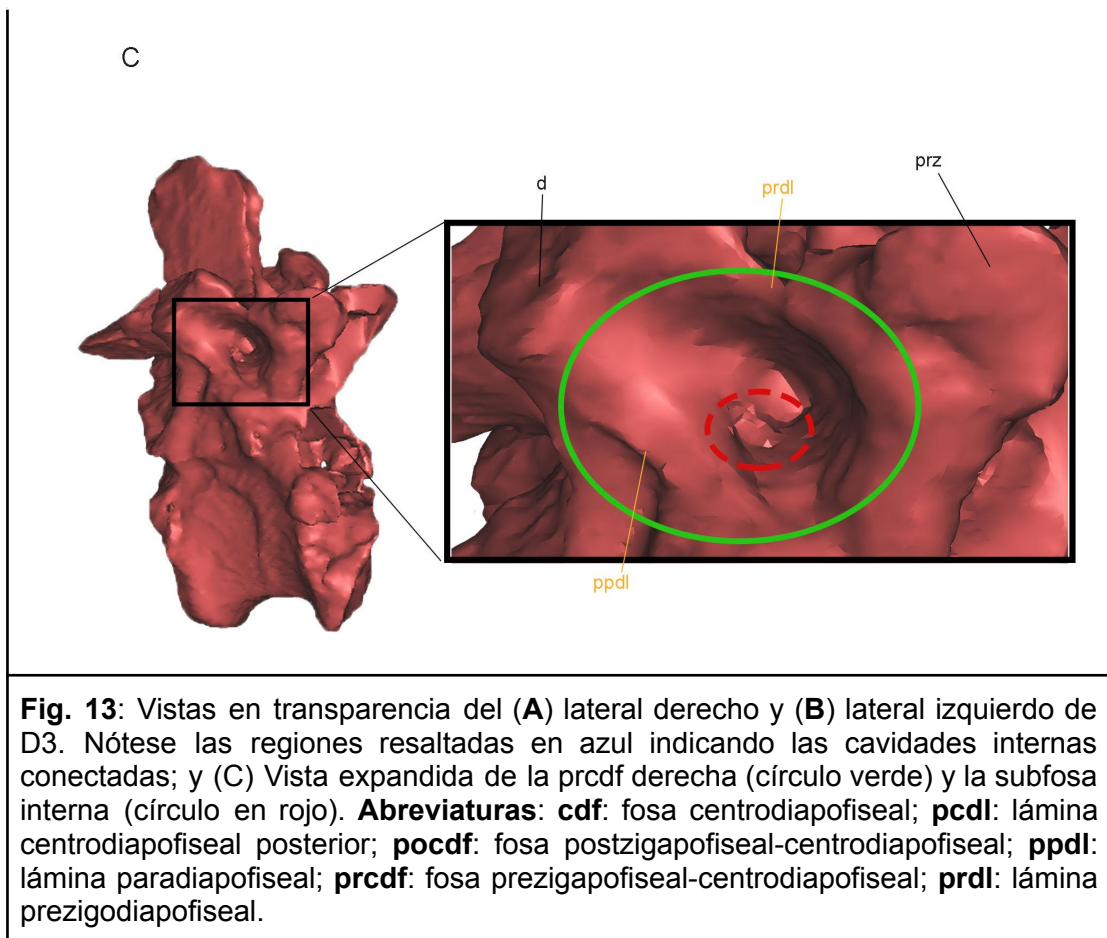 C
d
prdl
prz
ppdl
Fig. 13: Vistas en transparencia del (A) lateral derecho y (B) lateral izquierdo de
D3. Nótese las regiones resaltadas en azul indicando las cavidades internas
conectadas; y (C) Vista expandida de la prcdf derecha (círculo verde) y la subfosa
interna (círculo en rojo). Abreviaturas: cdf: fosa centrodiapofiseal; pcdl: lámina
centrodiapofiseal posterior; pocdf: fosa postzigapofiseal-centrodiapofiseal; ppdl:
lámina paradiapofiseal; prcdf: fosa prezigapofiseal-centrodiapofiseal; prdl: lámina
prezigodiapofiseal.